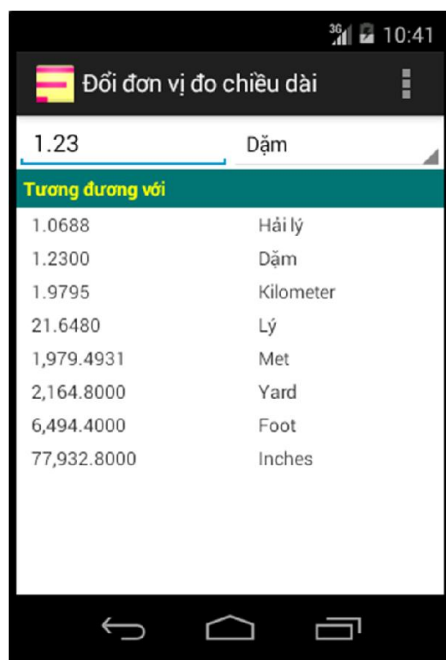 3G 10:41
Đổi đơn vị đo chiều dài
1.23 Dặm
Tương đương với
1.0688 Hải lý
1.2300 Dặm
1.9795 Kilometer
21.6480 Lý
1,979.4931 Met
2,164.8000 Yard
6,494.4000 Foot
77,932.8000 Inches